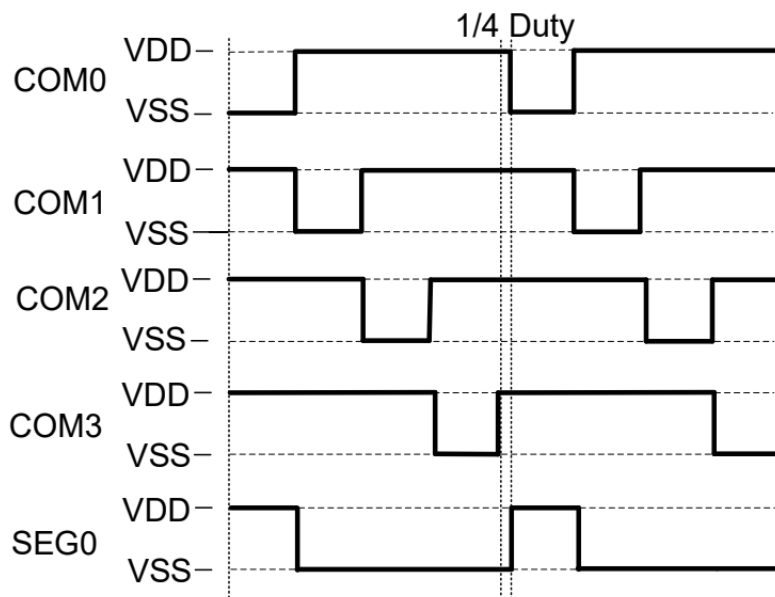 1/4 Duty
VDD
COM0
VSS
VDD
COM1
VSS
VDD
COM2
VSS
VDD
COM3
VSS
VDD
SEG0
VSS